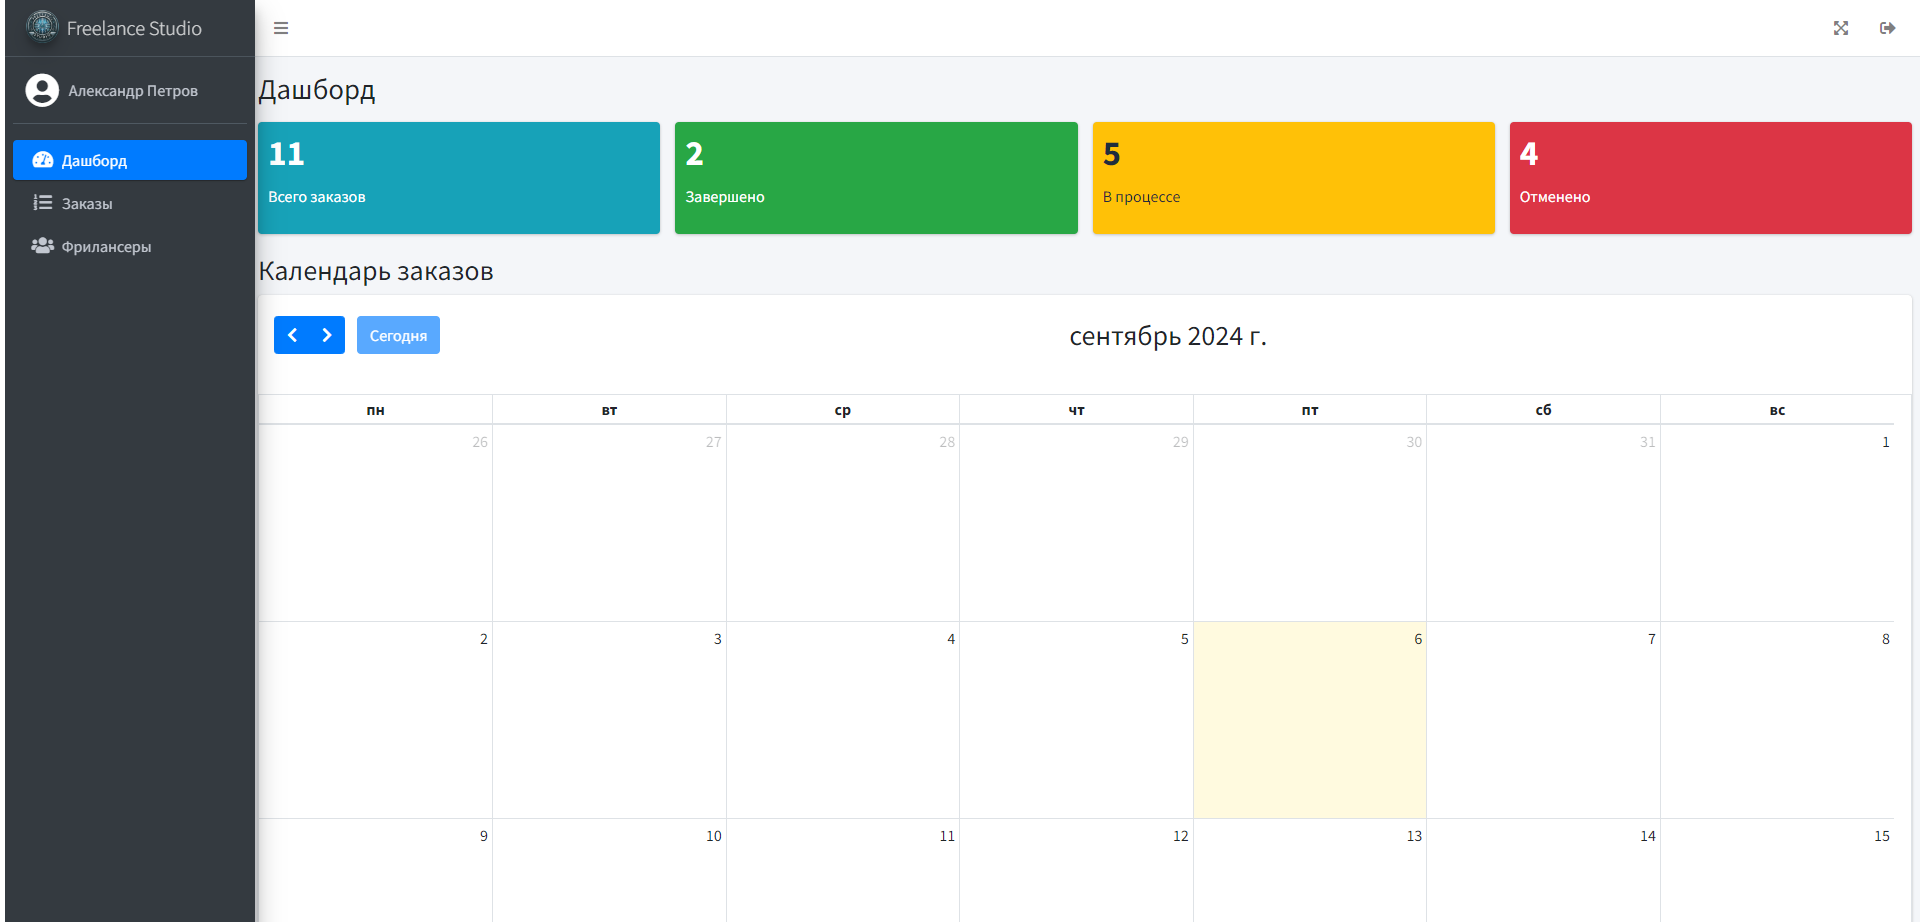 Freelance Studio
Александр Петров
Дашборд
Заказы
Фрилансеры
Дашборд
11
Всего заказов
2
Завершено
5
В процессе
4
Отменено
Календарь заказов
Сегодня
сентябрь 2024 г.
пн вт ср чт пт сб вс
26 27 28 29 30 31 1
2 3 4 5 6 7 8
9 10 11 12 13 14 15